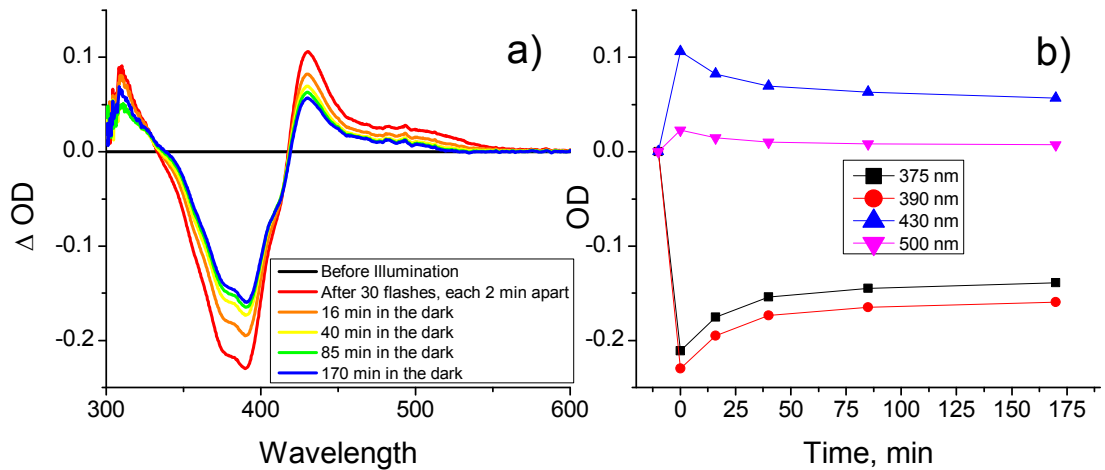 a)
0.1
0.0
-0.1
-0.2
Δ OD
300
400
500
600
Wavelength
Before Illumination
After 30 flashes, each 2 min apart
16 min in the dark
40 min in the dark
85 min in the dark
170 min in the dark
b)
0.1
0.0
-0.1
-0.2
OD
375 nm
390 nm
430 nm
500 nm
0
25
50
75
100
125
150
175
Time, min